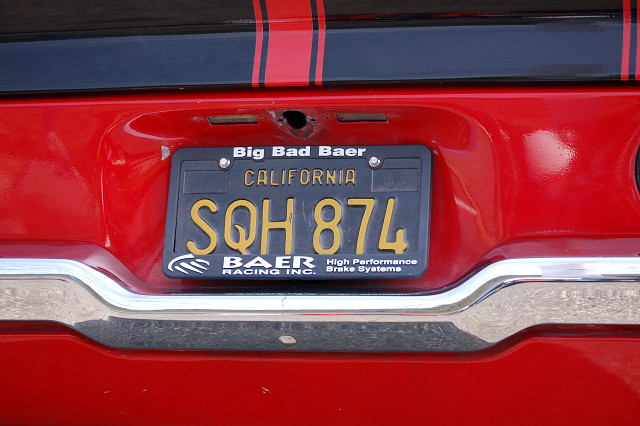 Big Bad Baer
CALIFORNIA
SQH 874
BAER
RACING INC.
High Performance
Brake Systems